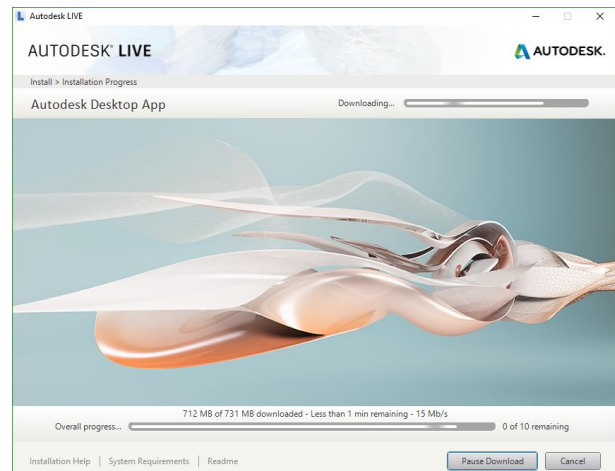 Autodesk LIVE
AUTODESK® LIVE
AUTODESK.
Install > Installation Progress
Autodesk Desktop App
Downloading...
712 MB of 731 MB downloaded - Less than 1 min remaining - 15 Mb/s
Overall progress... 0 of 10 remaining
Installation Help | System Requirements | Readme
Pause Download
Cancel